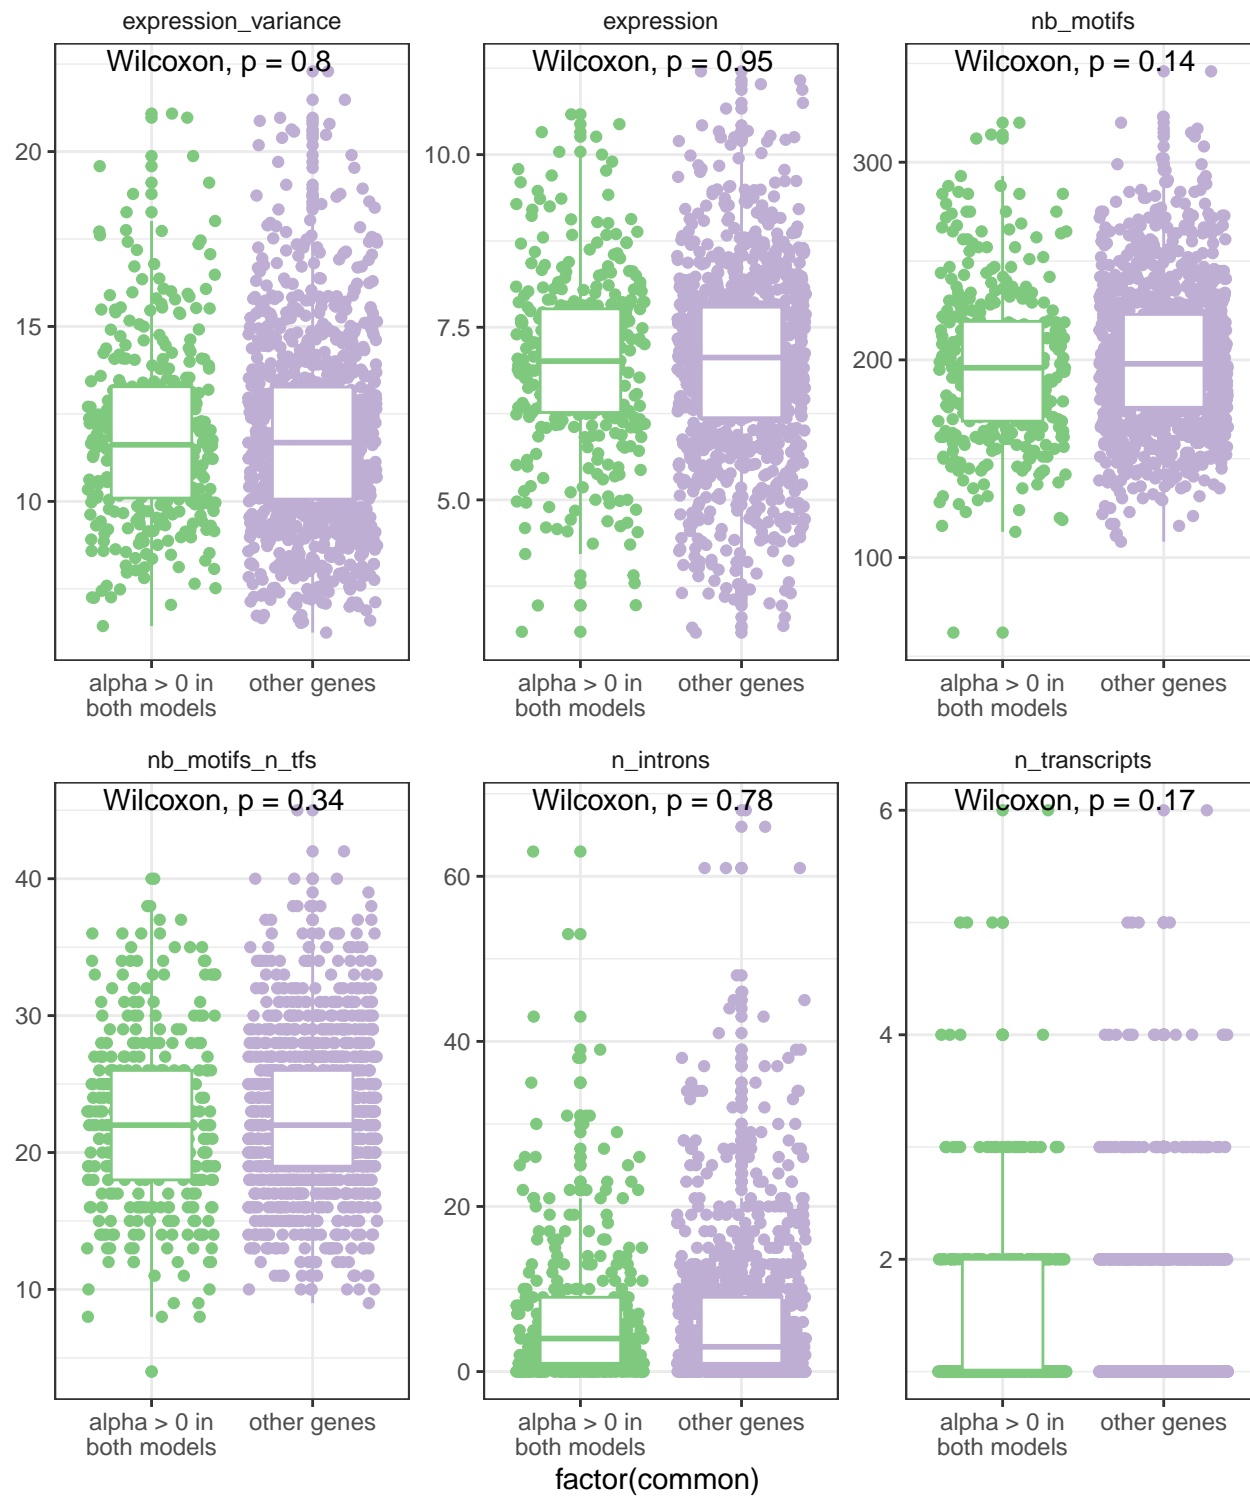 expression_variance
expression
nb_motifs
Wilcoxon, p = 0.8
Wilcoxon, p = 0.95
Wilcoxon, p = 0.14
20
15
10
10.0
7.5
5.0
300
200
100
alpha > 0 in
both models
other genes
alpha > 0 in
both models
other genes
alpha > 0 in
both models
other genes
nb_motifs_n_tfs
n_introns
n_transcripts
Wilcoxon, p = 0.34
Wilcoxon, p = 0.78
Wilcoxon, p = 0.17
40
30
20
10
60
40
20
0
6
4
2
alpha > 0 in
both models
other genes
alpha > 0 in
both models
other genes
alpha > 0 in
both models
other genes
factor(common)